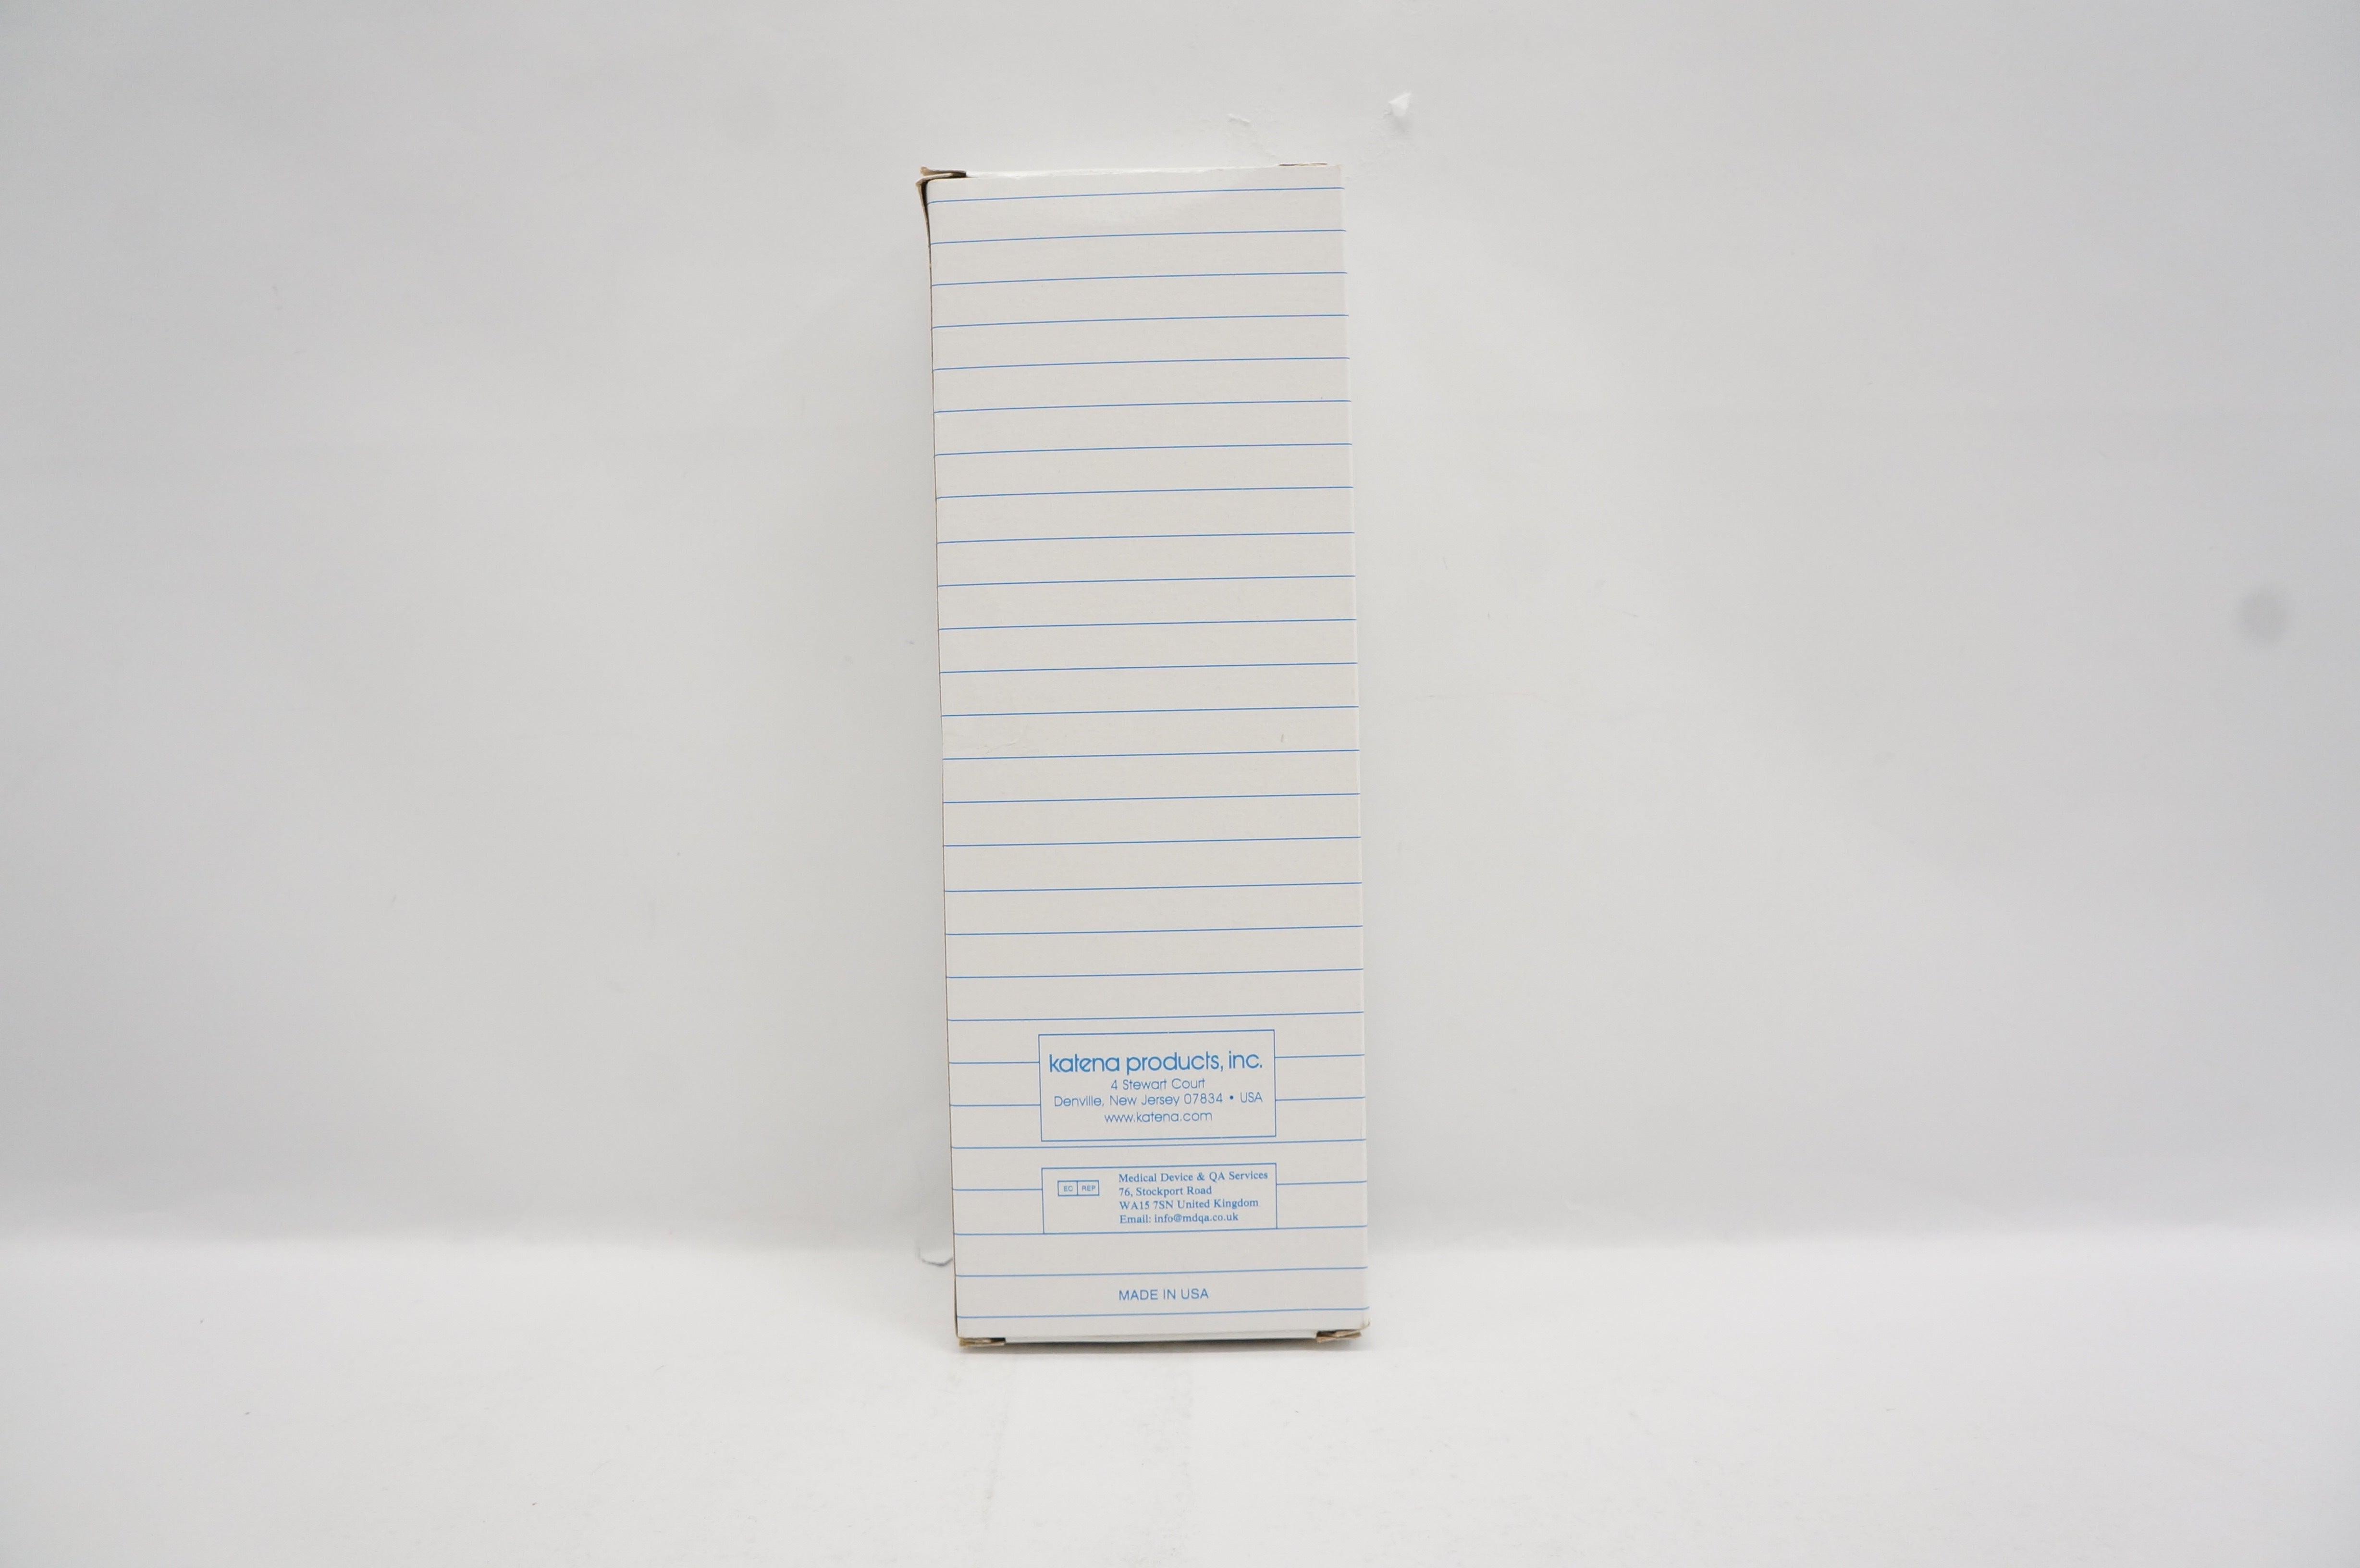 katena products, inc.
4 Stewart Court
Denville, New Jersey 07834 • USA
www.katena.com
EC REP
Medical Device & QA Services
76, Stockport Road
WA15 7SN United Kingdom
Email: info@mdqa.co.uk
MADE IN USA